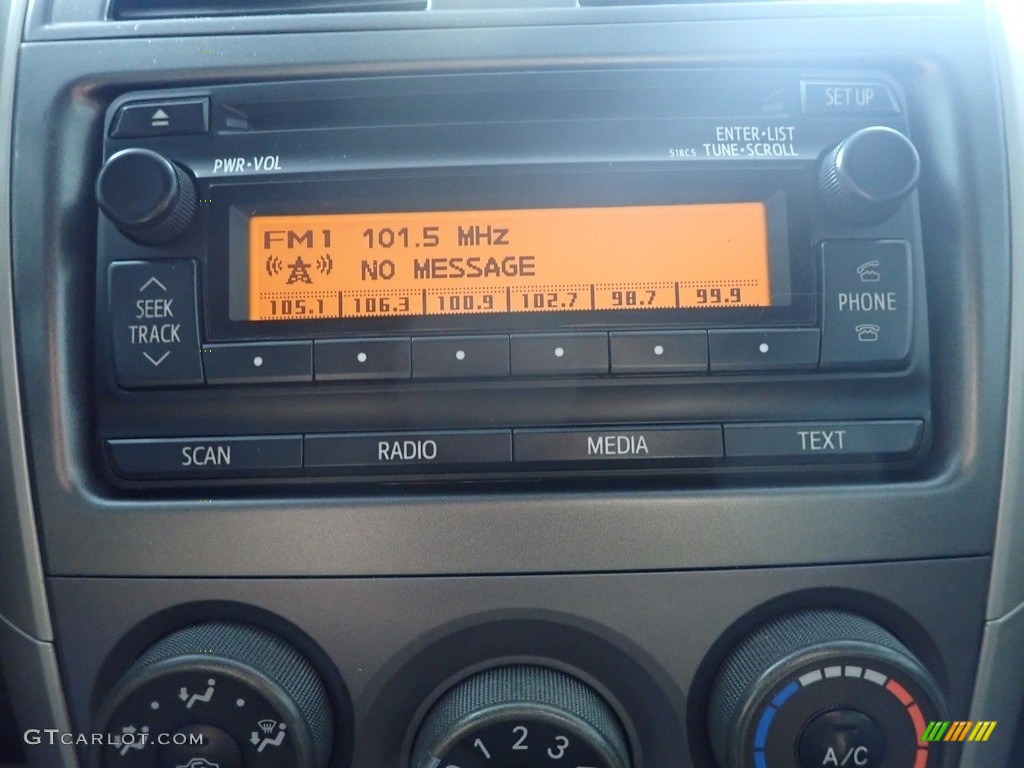 SET UP
ENTER•LIST
PWR•VOL
518C5 TUNE•SCROLL
FM1 101.5 MHz
NO MESSAGE
105.1 106.3 100.9 102.7 98.7 99.9
SEEK
TRACK
PHONE
SCAN RADIO MEDIA TEXT
1 2 3
A/C
GTCARLOT.COM